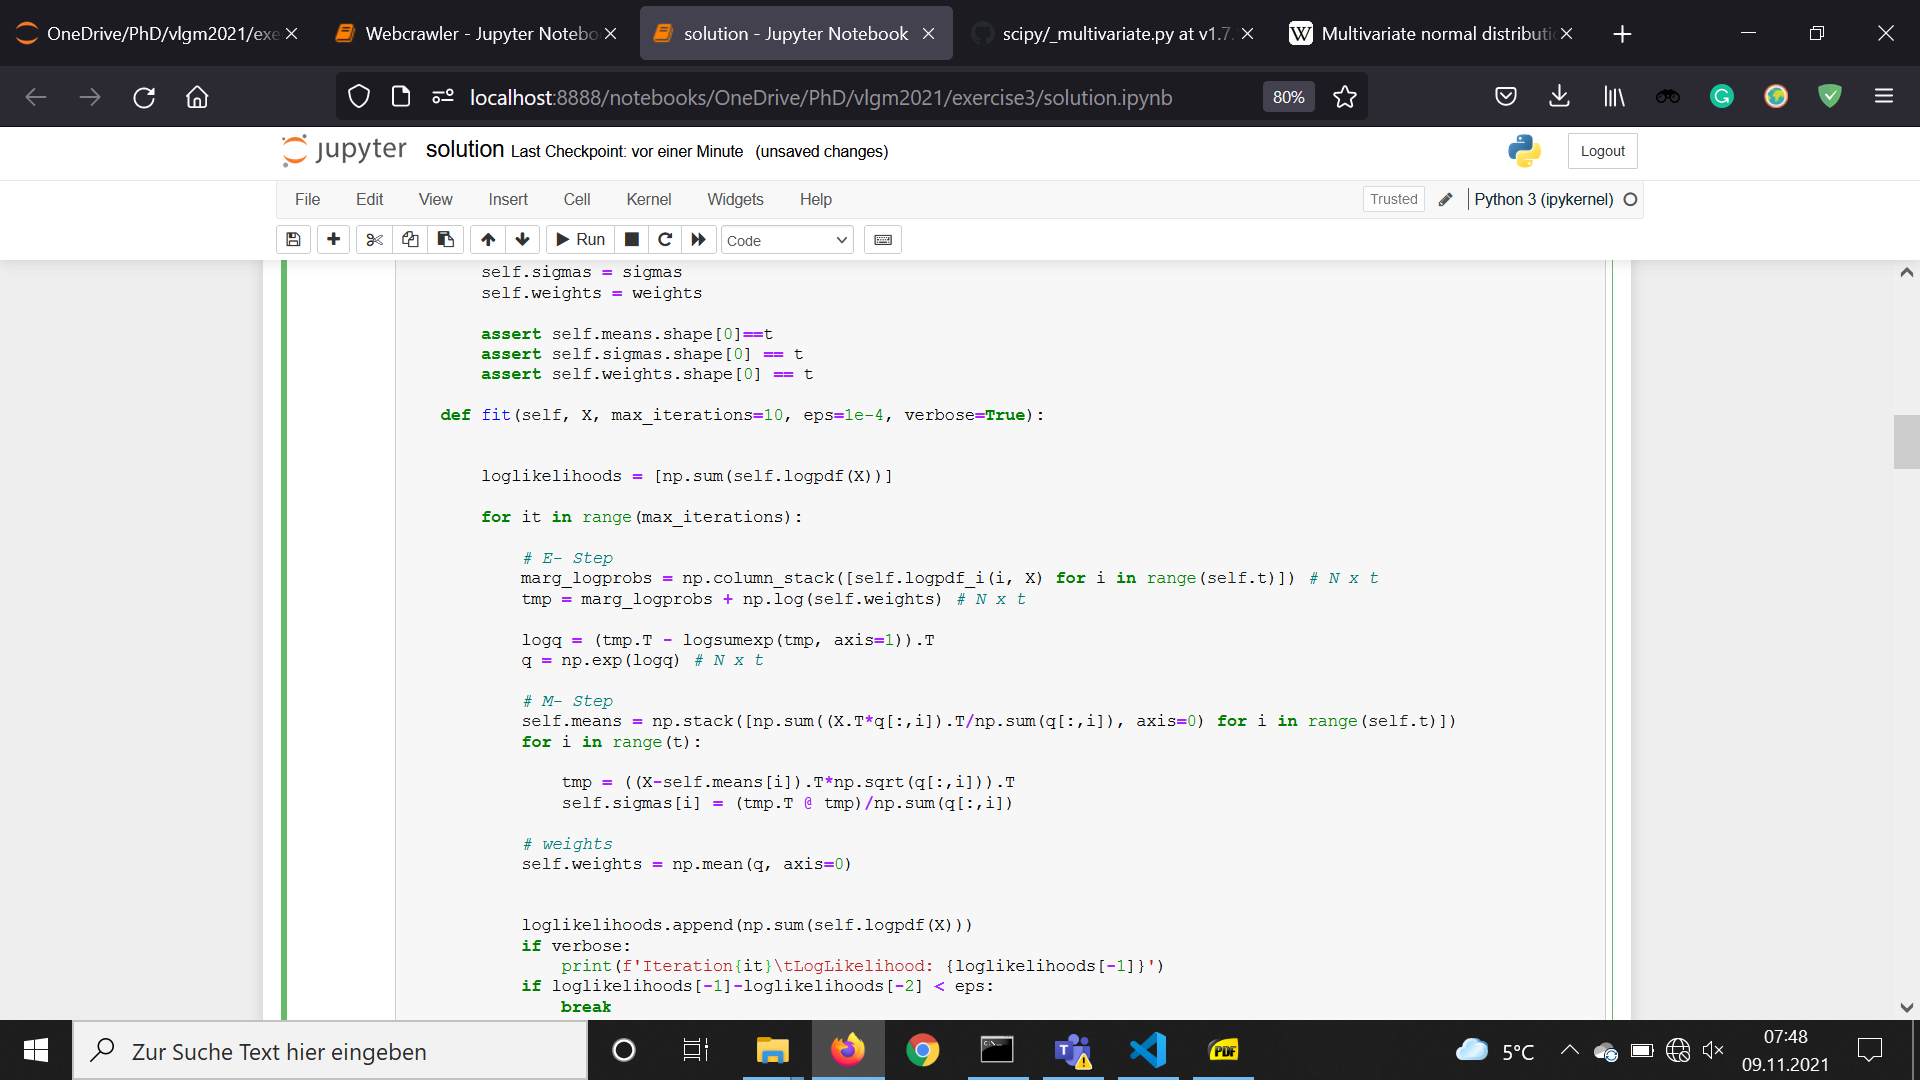 OneDrive/PhD/vlgm2021/exe
Webcrawler - Jupyter Notebo
solution - Jupyter Notebook
scipy/_multivariate.py at v1.7.
Multivariate normal distributi
localhost:8888/notebooks/OneDrive/PhD/vlgm2021/exercise3/solution.ipynb
80%
jupyter solution Last Checkpoint: vor einer Minute (unsaved changes)
Logout
File Edit View Insert Cell Kernel Widgets Help
Trusted
Python 3 (ipykernel)
Run
Code
self.sigmas = sigmas
self.weights = weights
assert self.means.shape[0]==t
assert self.sigmas.shape[0] == t
assert self.weights.shape[0] == t
def fit(self, X, max_iterations=10, eps=1e-4, verbose=True):
loglikelihoods = [np.sum(self.logpdf(X))]
for it in range(max_iterations):
# E- Step
marg_logprobs = np.column_stack([self.logpdf_i(i, X) for i in range(self.t)]) # N x t
tmp = marg_logprobs + np.log(self.weights) # N x t
logq = (tmp.T - logsumexp(tmp, axis=1)).T
q = np.exp(logq) # N x t
# M- Step
self.means = np.stack([np.sum((X.T*q[:,i]).T/np.sum(q[:,i]), axis=0) for i in range(self.t)])
for i in range(t):
tmp = ((X-self.means[i]).T*np.sqrt(q[:,i])).T
self.sigmas[i] = (tmp.T @ tmp)/np.sum(q[:,i])
# weights
self.weights = np.mean(q, axis=0)
loglikelihoods.append(np.sum(self.logpdf(X)))
if verbose:
print(f'Iteration{it}\tLogLikelihood: {loglikelihoods[-1]}')
if loglikelihoods[-1]-loglikelihoods[-2] < eps:
break
Zur Suche Text hier eingeben
PDF
5°C
07:48
09.11.2021